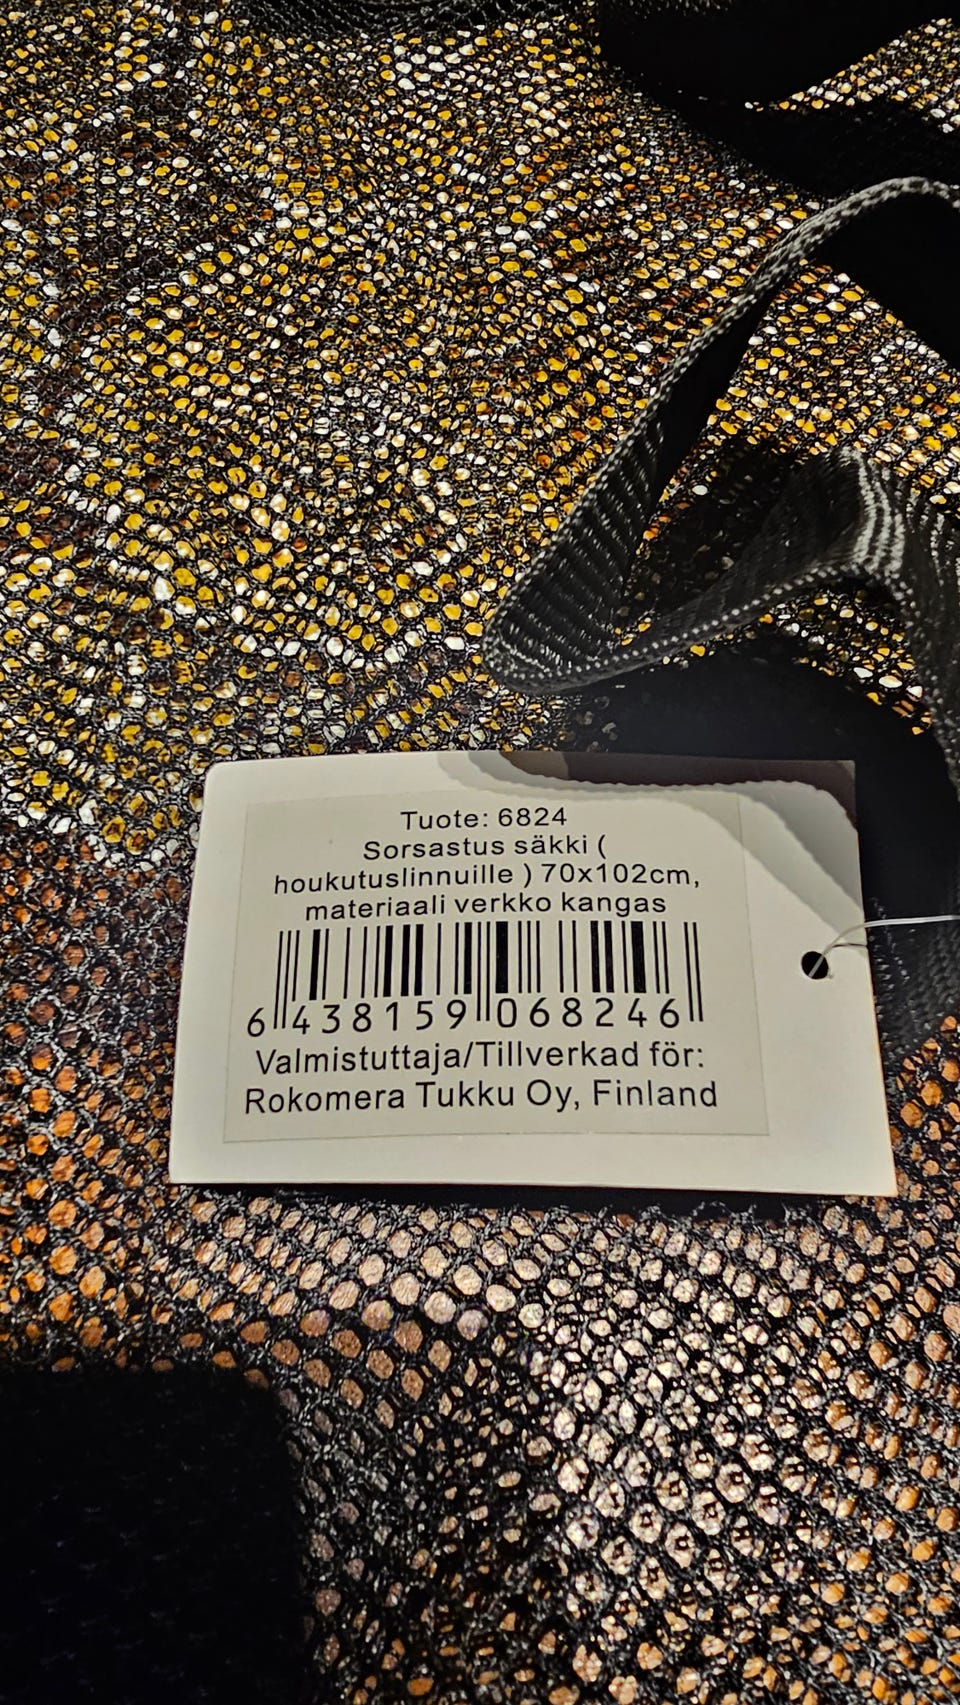 Tuote: 6824
Sorsastus säkki (
houkutuslinnuille ) 70x102cm,
materiaali verkko kangas
6 438159 068246
Valmistuttaja/Tillverkad för:
Rokomera Tukku Oy, Finland